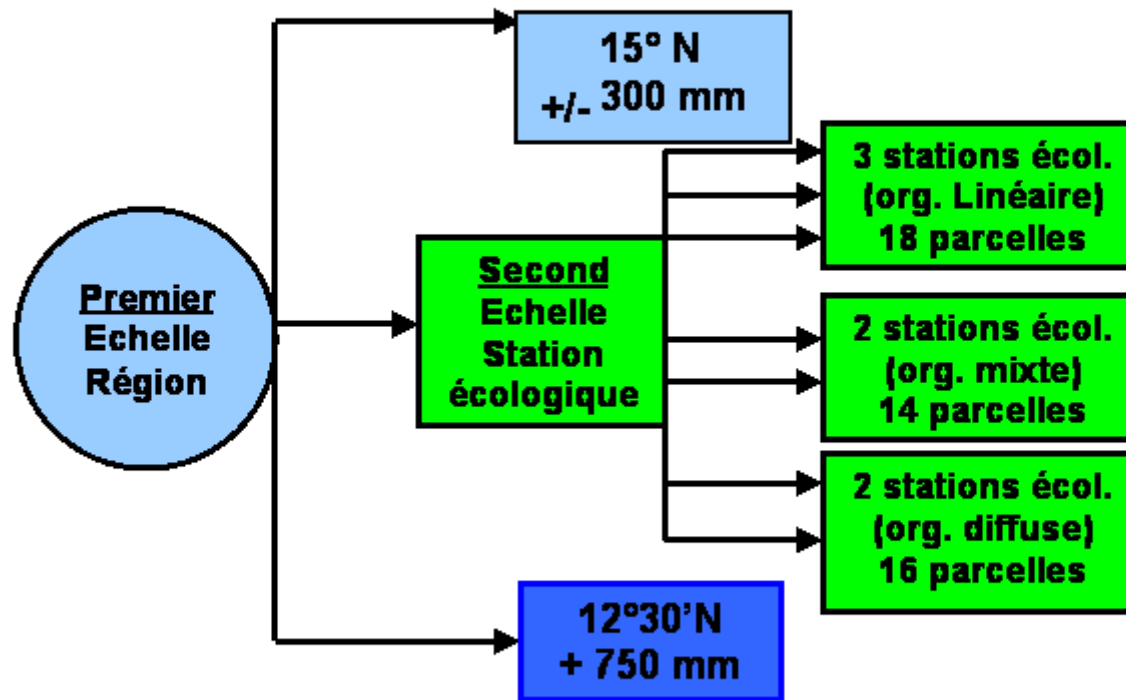 15° N
+/- 300 mm
Premier
Echelle
Région
Second
Echelle
Station
écologique
3 stations écol.
(org. Linéaire)
18 parcelles
2 stations écol.
(org. mixte)
14 parcelles
2 stations écol.
(org. diffuse)
16 parcelles
12°30’N
+ 750 mm